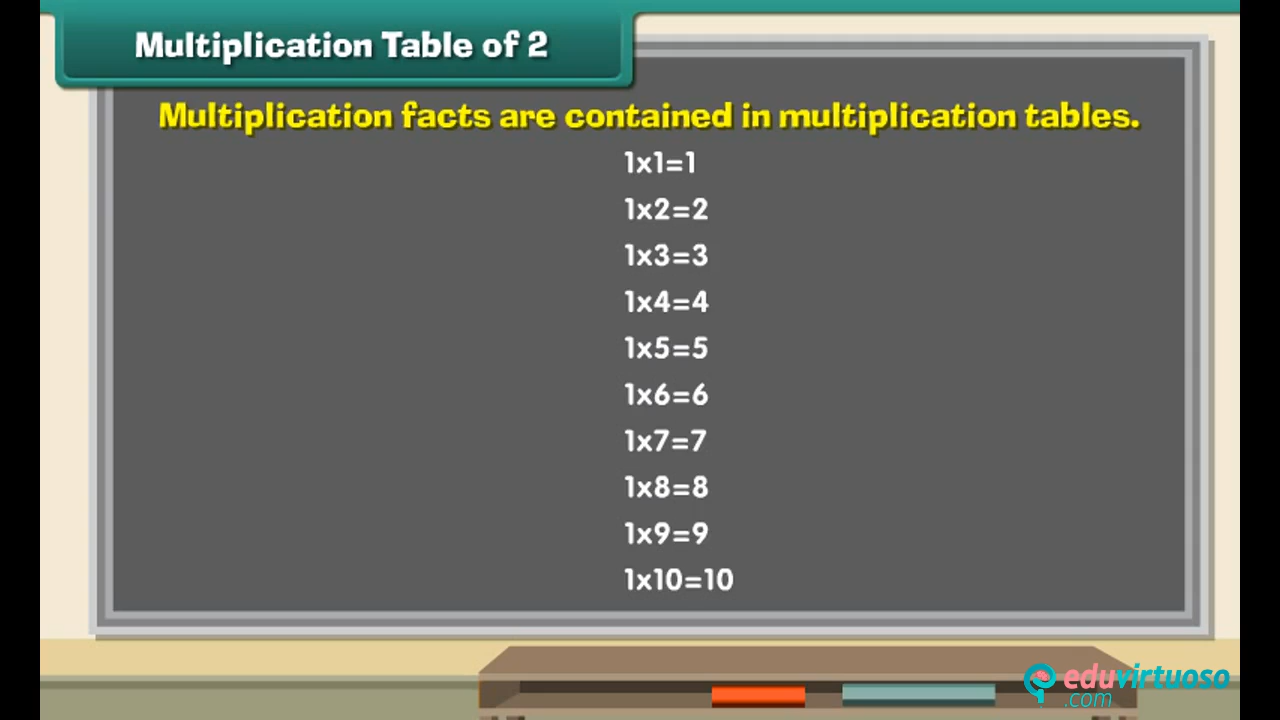 Multiplication Table of 2
Multiplication facts are contained in multiplication tables.
1x1=1
1x2=2
1x3=3
1x4=4
1x5=5
1x6=6
1x7=7
1x8=8
1x9=9
1x10=10
eduvirtuoso
.com